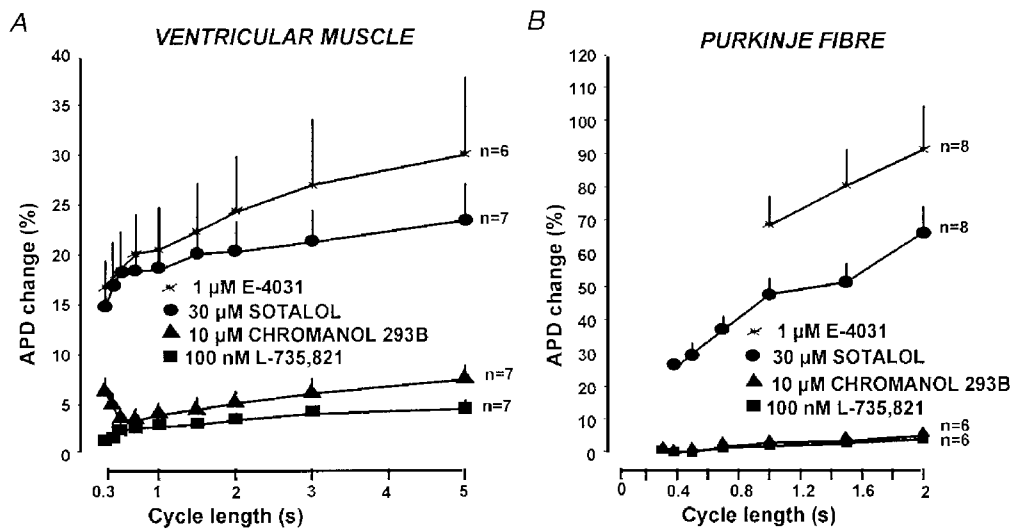 A
VENTRICULAR MUSCLE
40
35
30
25
20
15
10
5
0
APD change (%)
n=6
n=7
1 µM E-4031
30 µM SOTALOL
10 µM CHROMANOL 293B
100 nM L-735,821
n=7
n=7
0.3 1 2 3 4 5
Cycle length (s)
B
PURKINJE FIBRE
120
110
100
90
80
70
60
50
40
30
20
10
0
APD change (%)
n=8
n=8
1 µM E-4031
30 µM SOTALOL
10 µM CHROMANOL 293B
100 nM L-735,821
n=6
n=6
0 0.4 0.8 1.2 1.6 2
Cycle length (s)